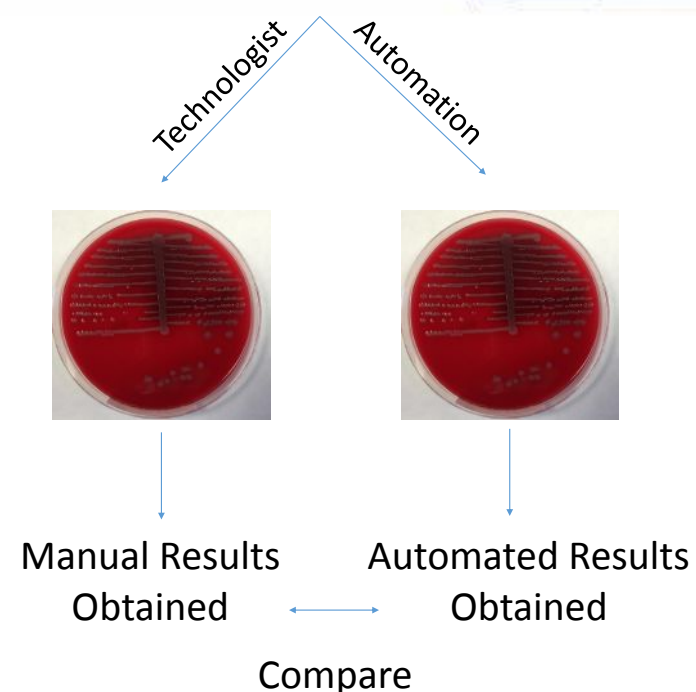 Technologist
Automation
Manual Results
Obtained
Automated Results
Obtained
Compare